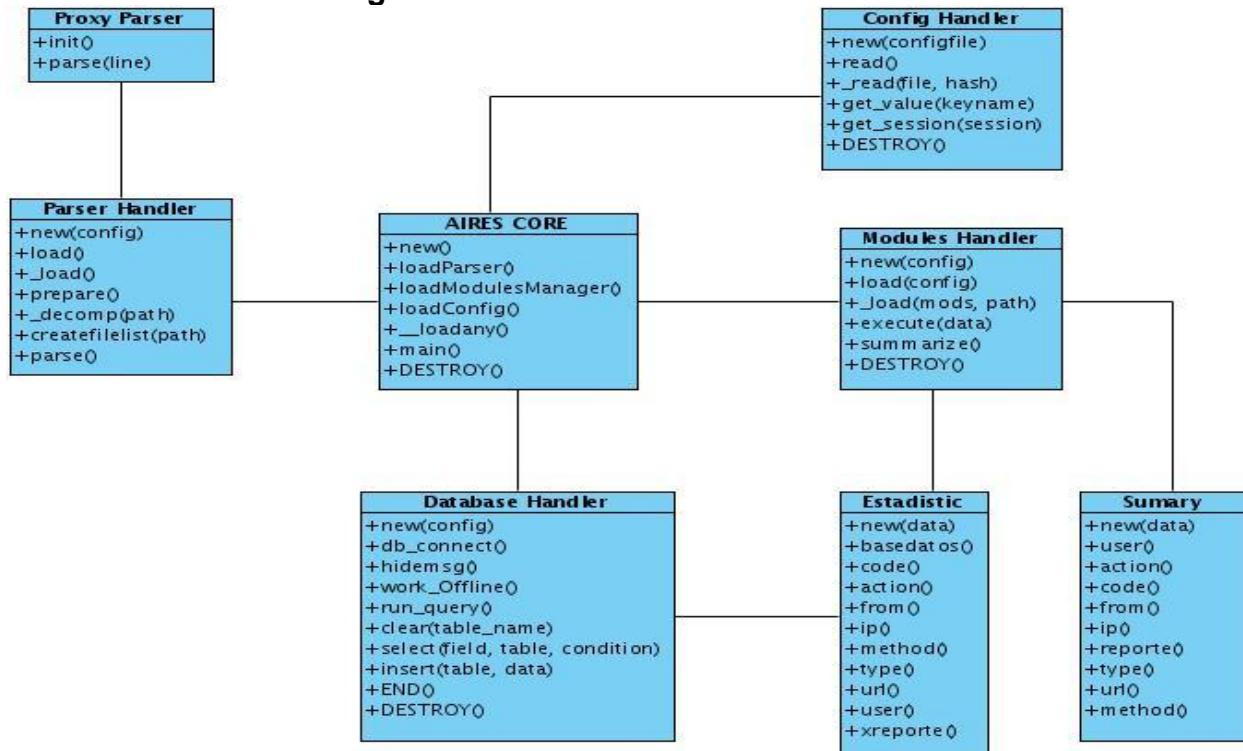 Proxy Parser
+init()
+parse(line)
Config Handler
+new(configfile)
+read()
+_read(file, hash)
+get_value(keyname)
+get_session(session)
+DESTROY()
Parser Handler
+new(config)
+load()
+_load()
+prepare()
+_decomp(path)
+createfilelist(path)
+parse()
AIRES CORE
+new()
+loadParser()
+loadModulesManager()
+loadConfig()
+__loadany()
+main()
+DESTROY()
Modules Handler
+new(config)
+load(config)
+_load(mods, path)
+execute(data)
+summarize()
+DESTROY()
Database Handler
+new(config)
+db_connect()
+hidemsg()
+work_Offline()
+run_query()
+clear(table_name)
+select(field, table, condition)
+insert(table, data)
+END()
+DESTROY()
Estadistic
+new(data)
+basedatos()
+code()
+action()
+from()
+ip()
+method()
+type()
+url()
+user()
+xreporte()
Sumary
+new(data)
+user()
+action()
+code()
+from()
+ip()
+reporte()
+type()
+url()
+method()